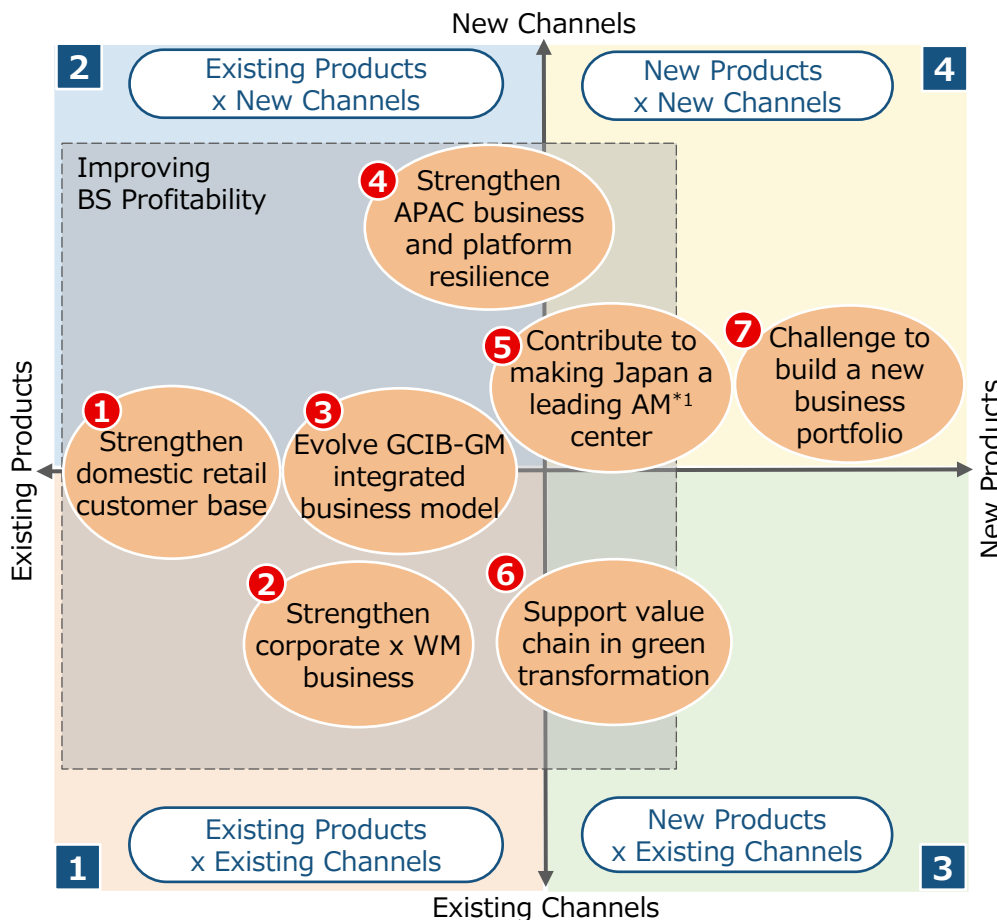 New Channels
2
Existing Products
x New Channels
New Products
x New Channels
4
Improving
BS Profitability
4
Strengthen
APAC business
and platform
resilience
5
Contribute to
making Japan a
leading AM*1
center
7
Challenge to
build a new
business
portfolio
1
Strengthen
domestic retail
customer base
3
Evolve GCIB-GM
integrated
business model
Existing Products
New Products
2
Strengthen
corporate x WM
business
6
Support value
chain in green
transformation
1
Existing Products
x Existing Channels
New Products
x Existing Channels
3
Existing Channels